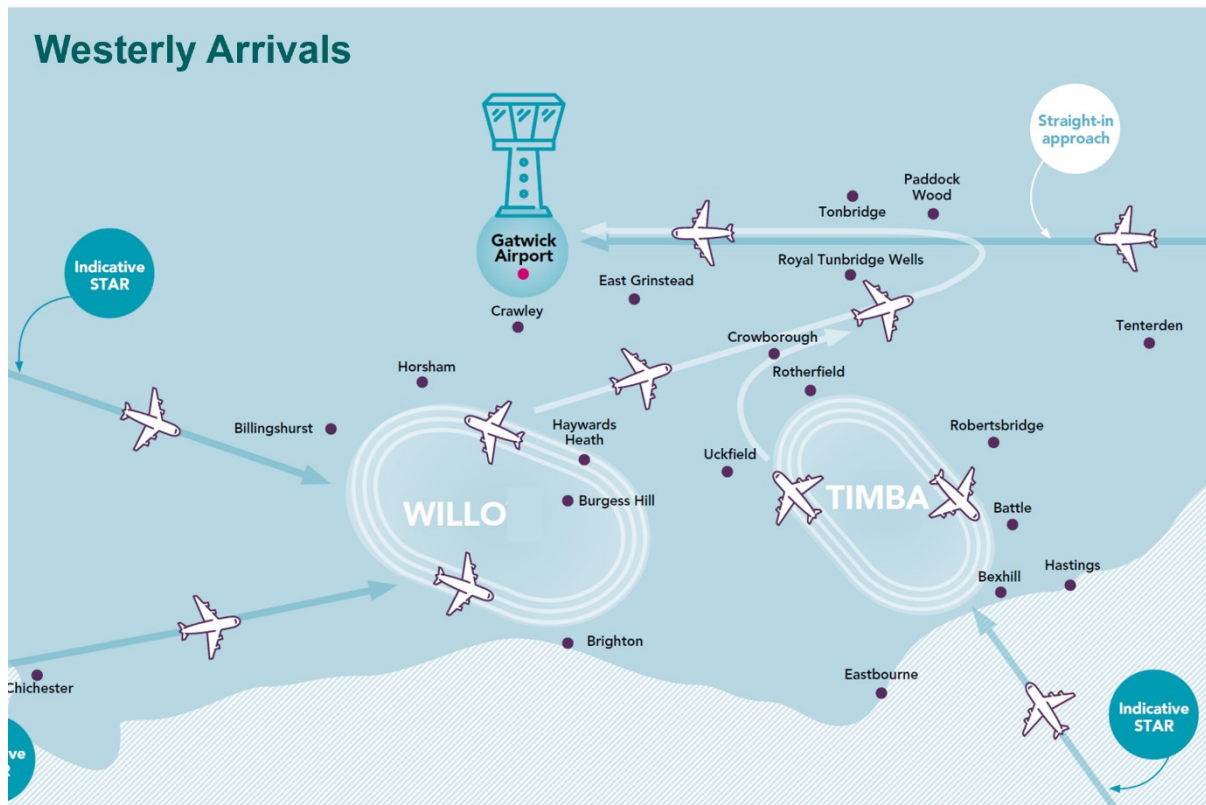 Westerly Arrivals
Straight-in
approach
Paddock
Wood
Tonbridge
Gatwick
Airport
Royal Tunbridge Wells
Indicative
STAR
East Grinstead
Crawley
Tenterden
Crowborough
Horsham
Rotherfield
Billingshurst
Haywards
Heath
Robertsbridge
Uckfield
WILLO
Burgess Hill
TIMBA
Battle
Hastings
Bexhill
Brighton
Eastbourne
Chichester
Indicative
STAR